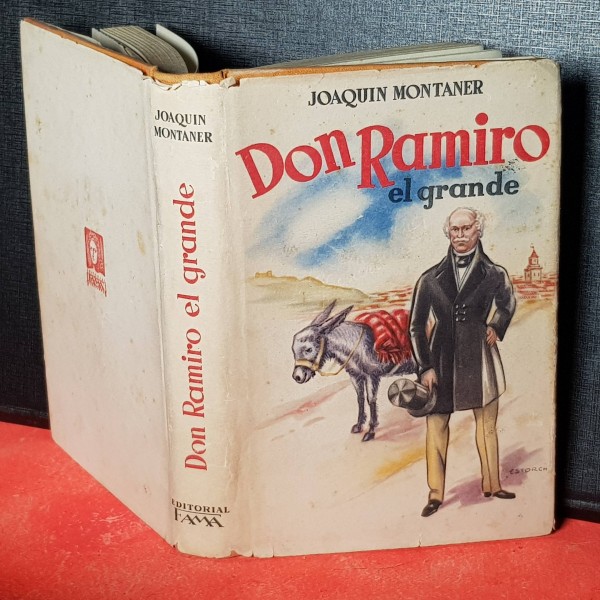 JOAQUIN
MONTANER
Don Ramiro el grande
EDITORIAL
FAMA
JOAQUIN MONTANER
Don Ramiro
el grande